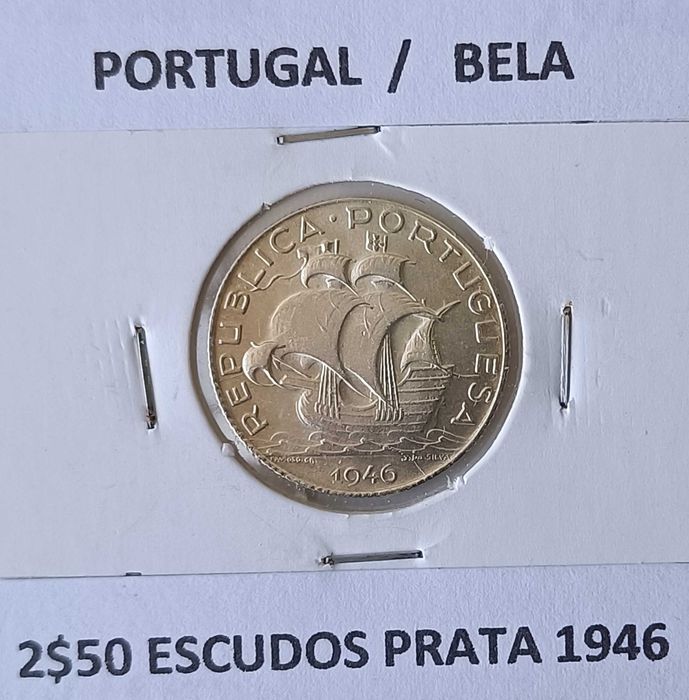 PORTUGAL / BELA
REPUBLICA · PORTUGUESA
1946
2$50 ESCUDOS PRATA 1946